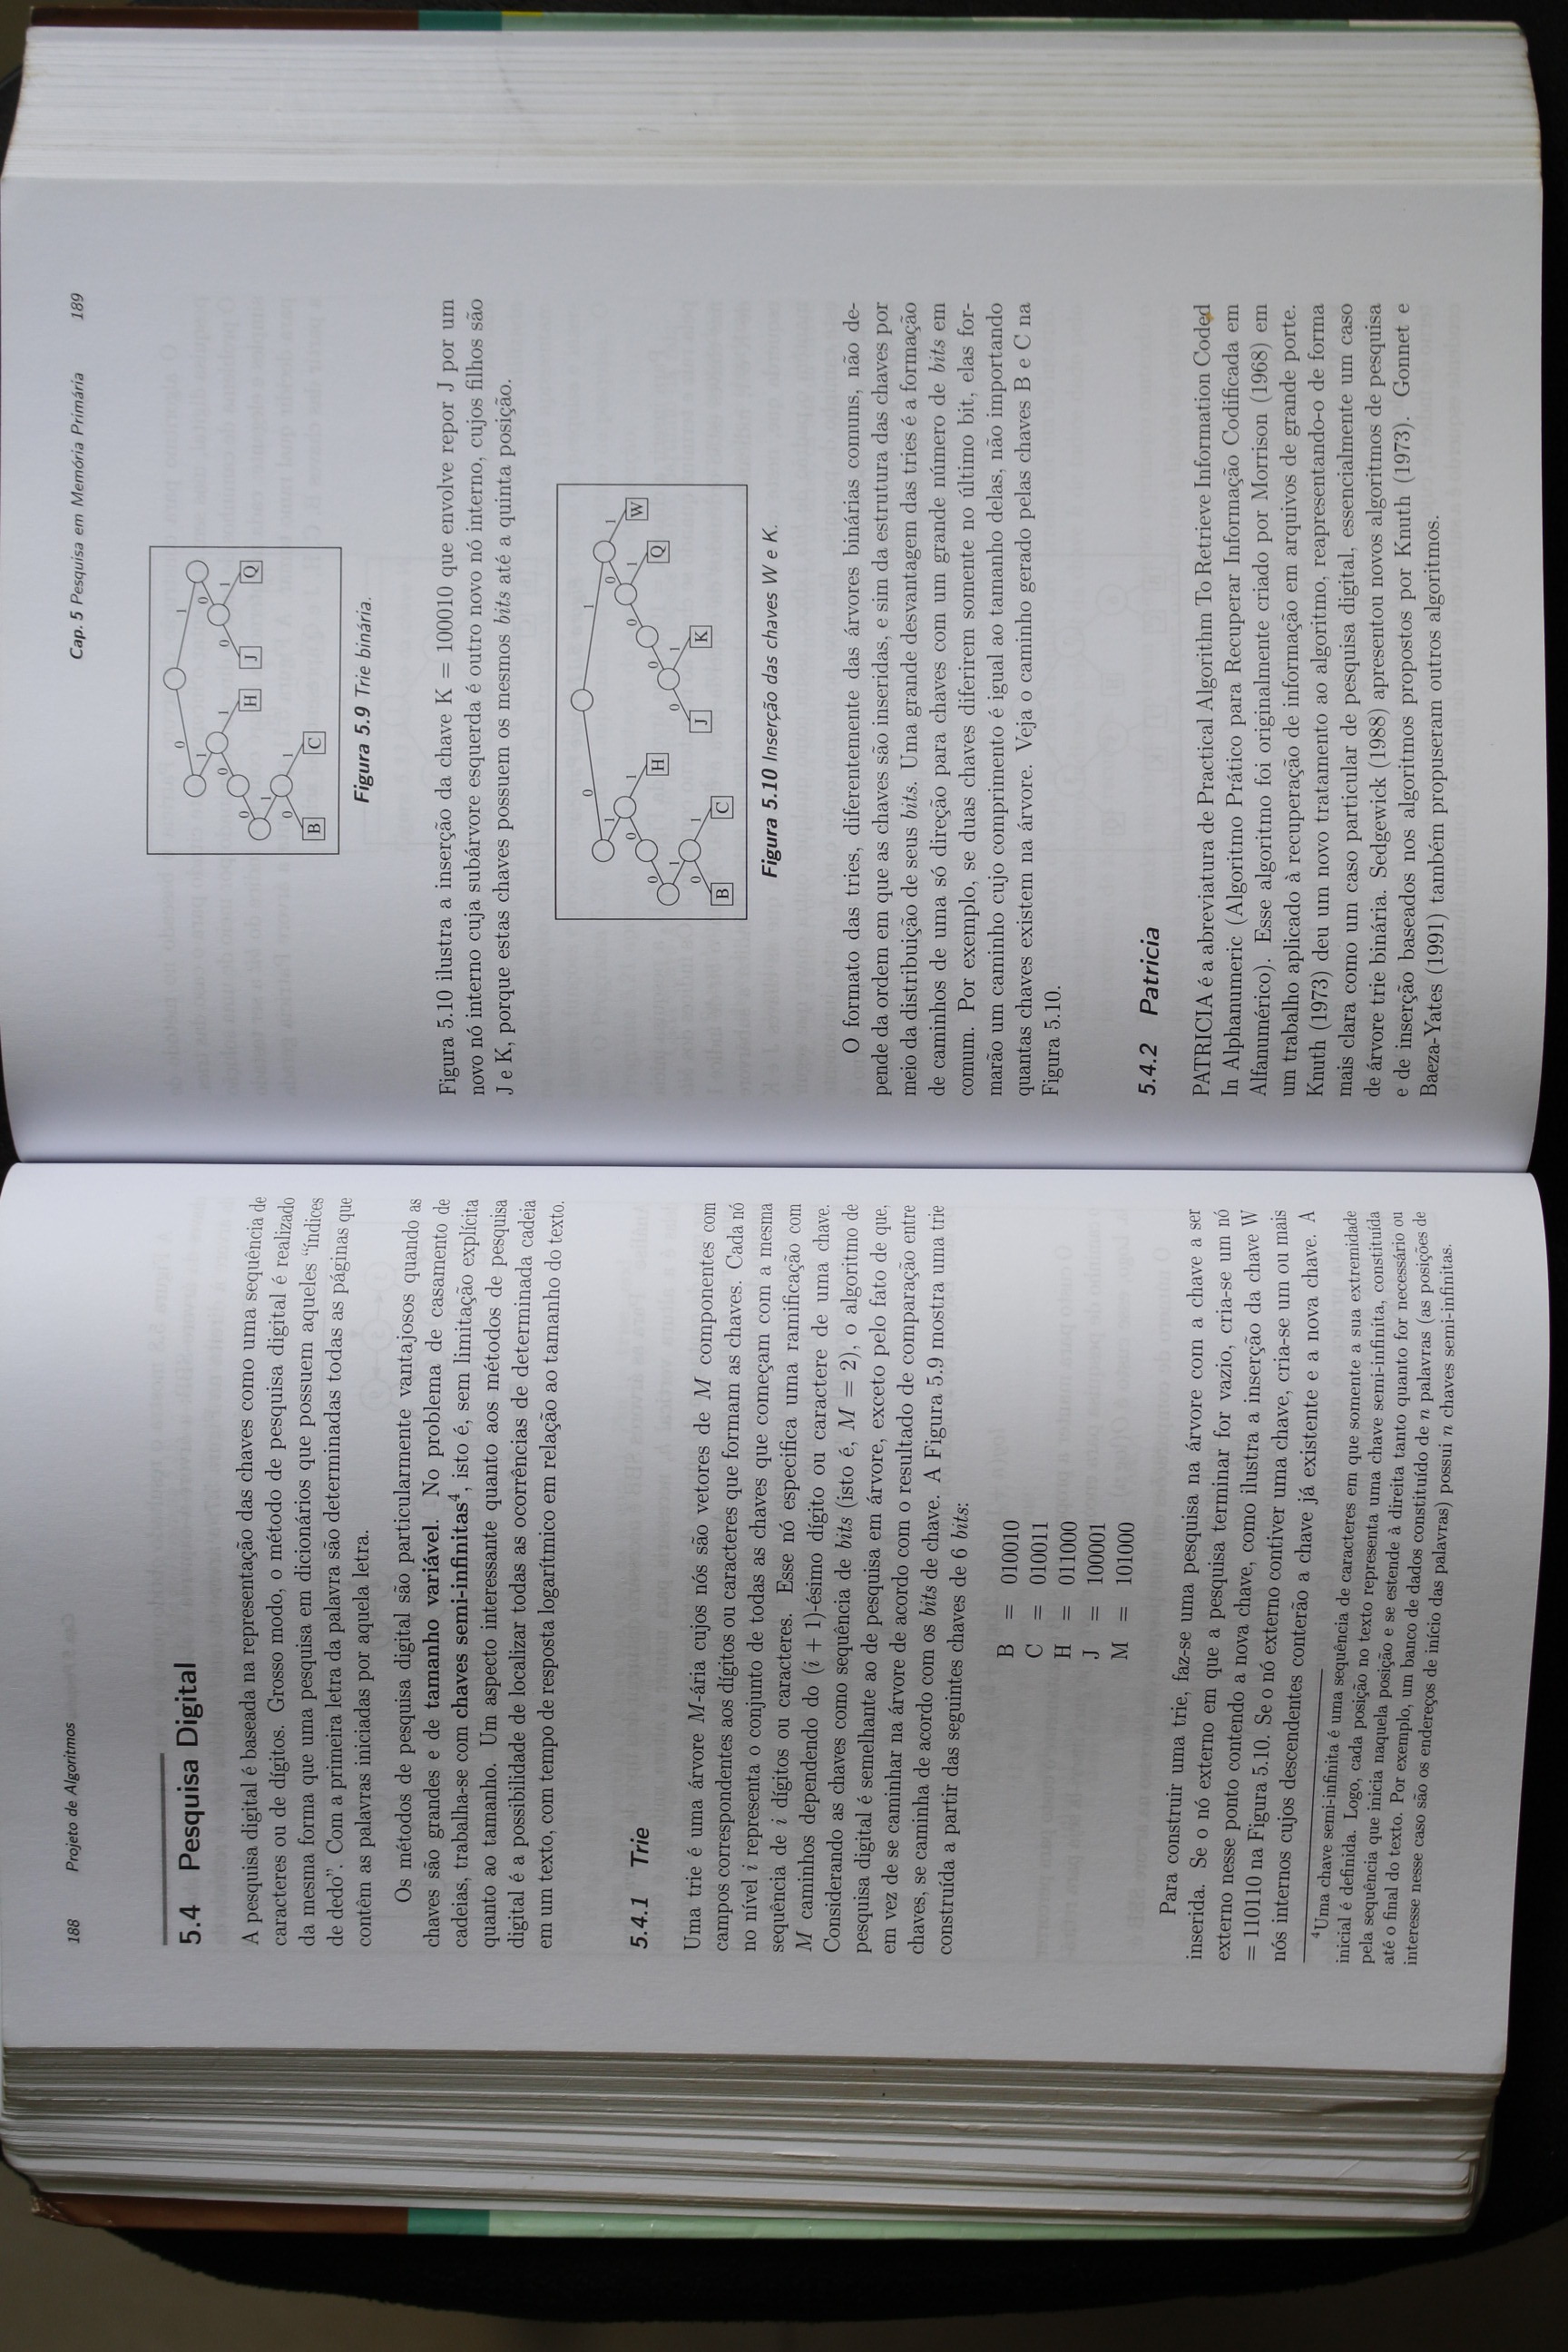 188 Projeto de Algoritmos
5.4 Pesquisa Digital
A pesquisa digital é baseada na representação das chaves como uma sequência de
caracteres ou de dígitos. Grosso modo, o método de pesquisa digital é realizado
da mesma forma que uma pesquisa em dicionários que possuem aqueles “índices
de dedo”. Com a primeira letra da palavra são determinadas todas as páginas que
contêm as palavras iniciadas por aquela letra.
Os métodos de pesquisa digital são particularmente vantajosos quando as
chaves são grandes e de tamanho variável. No problema de casamento de
cadeias, trabalha-se com chaves semi-infinitas⁴, isto é, sem limitação explícita
quanto ao tamanho. Um aspecto interessante quanto aos métodos de pesquisa
digital é a possibilidade de localizar todas as ocorrências de determinada cadeia
em um texto, com tempo de resposta logarítmico em relação ao tamanho do texto.
5.4.1 Trie
Uma trie é uma árvore M-ária cujos nós são vetores de M componentes com
campos correspondentes aos dígitos ou caracteres que formam as chaves. Cada nó
no nível i representa o conjunto de todas as chaves que começam com a mesma
sequência de i dígitos ou caracteres. Esse nó especifica uma ramificação com
M caminhos dependendo do (i + 1)-ésimo dígito ou caractere de uma chave.
Considerando as chaves como sequência de bits (isto é, M = 2), o algoritmo de
pesquisa digital é semelhante ao de pesquisa em árvore, exceto pelo fato de que,
em vez de se caminhar na árvore de acordo com o resultado de comparação entre
chaves, se caminha de acordo com os bits de chave. A Figura 5.9 mostra uma trie
construída a partir das seguintes chaves de 6 bits:
B = 010010
C = 010011
H = 011000
J = 100001
M = 101000
Para construir uma trie, faz-se uma pesquisa na árvore com a chave a ser
inserida. Se o nó externo em que a pesquisa terminar for vazio, cria-se um nó
externo nesse ponto contendo a nova chave, como ilustra a inserção da chave W
= 110110 na Figura 5.10. Se o nó externo contiver uma chave, cria-se um ou mais
nós internos cujos descendentes conterão a chave já existente e a nova chave. A
⁴Uma chave semi-infinita é uma sequência de caracteres em que somente a sua extremidade
inicial é definida. Logo, cada posição no texto representa uma chave semi-infinita, constituída
pela sequência que inicia naquela posição e se estende à direita tanto quanto for necessário ou
até o final do texto. Por exemplo, um banco de dados constituído de n palavras (as posições de
interesse nesse caso são os endereços de início das palavras) possui n chaves semi-infinitas.
Cap. 5 Pesquisa em Memória Primária 189
0 1
1 0
0 1 0 1
0 H J Q
1
0 1
B C
Figura 5.9 Trie binária.
Figura 5.10 ilustra a inserção da chave K = 100010 que envolve repor J por um
novo nó interno cuja subárvore esquerda é outro novo nó interno, cujos filhos são
J e K, porque estas chaves possuem os mesmos bits até a quinta posição.
0 1
1 0 1
0 1 0 1 W
0 H 0 Q
1 0 1
0 1 J K
B C
Figura 5.10 Inserção das chaves W e K.
O formato das tries, diferentemente das árvores binárias comuns, não de-
pende da ordem em que as chaves são inseridas, e sim da estrutura das chaves por
meio da distribuição de seus bits. Uma grande desvantagem das tries é a formação
de caminhos de uma só direção para chaves com um grande número de bits em
comum. Por exemplo, se duas chaves diferirem somente no último bit, elas for-
marão um caminho cujo comprimento é igual ao tamanho delas, não importando
quantas chaves existem na árvore. Veja o caminho gerado pelas chaves B e C na
Figura 5.10.
5.4.2 Patricia
PATRICIA é a abreviatura de Practical Algorithm To Retrieve Information Coded
In Alphanumeric (Algoritmo Prático para Recuperar Informação Codificada em
Alfanumérico). Esse algoritmo foi originalmente criado por Morrison (1968) em
um trabalho aplicado à recuperação de informação em arquivos de grande porte.
Knuth (1973) deu um novo tratamento ao algoritmo, reapresentando-o de forma
mais clara como um caso particular de pesquisa digital, essencialmente um caso
de árvore trie binária. Sedgewick (1988) apresentou novos algoritmos de pesquisa
e de inserção baseados nos algoritmos propostos por Knuth (1973). Gonnet e
Baeza-Yates (1991) também propuseram outros algoritmos.